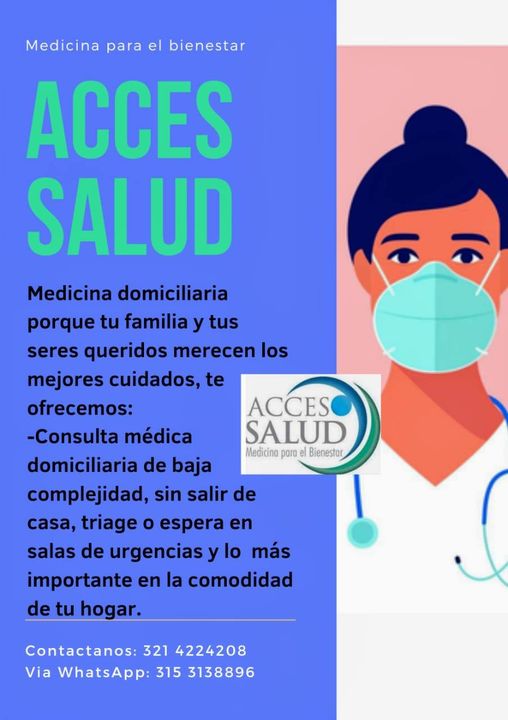 Medicina para el bienestar
ACCES
SALUD
Medicina domiciliaria
porque tu familia y tus
seres queridos merecen los
mejores cuidados, te
ofrecemos:
-Consulta médica
domiciliaria de baja
complejidad, sin salir de
casa, triage o espera en
salas de urgencias y lo  más
importante en la comodidad
de tu hogar.
ACCES
SALUD
Medicina para el Bienestar
Contactanos: 321 4224208
Via WhatsApp: 315 3138896